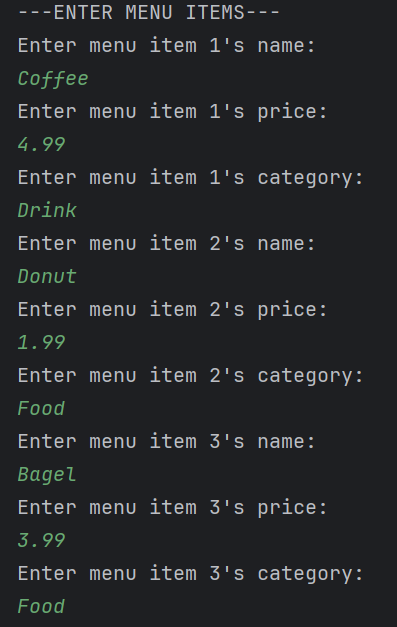 ---ENTER MENU ITEMS---
Enter menu item 1's name:
Coffee
Enter menu item 1's price:
4.99
Enter menu item 1's category:
Drink
Enter menu item 2's name:
Donut
Enter menu item 2's price:
1.99
Enter menu item 2's category:
Food
Enter menu item 3's name:
Bagel
Enter menu item 3's price:
3.99
Enter menu item 3's category:
Food